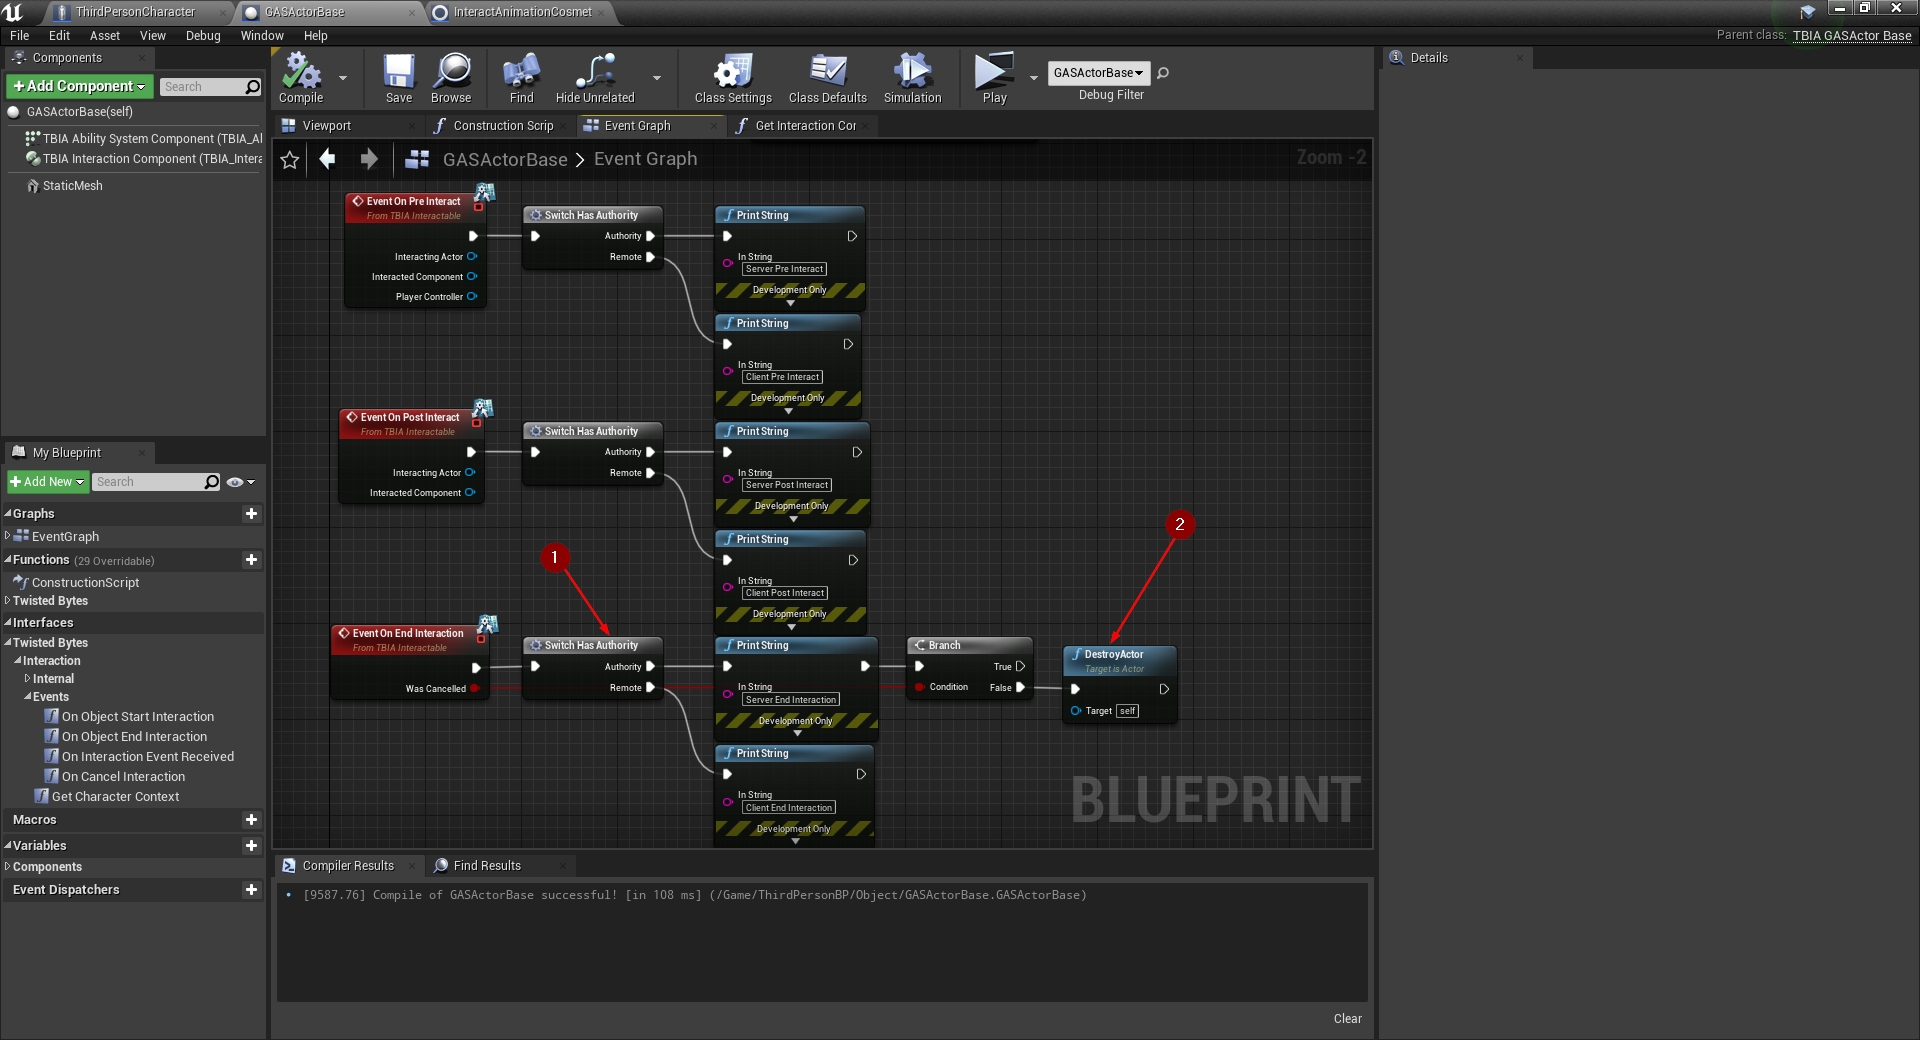 ThirdPersonCharacter
GASActorBase
InteractAnimationCosmet
File
Edit
Asset
View
Debug
Window
Help
Parent class:
TBIA GASActor Base
Components
+Add Component
Search
GASActorBase(self)
TBIA Ability System Component (TBIA_Al
TBIA Interaction Component (TBIA_Intera
StaticMesh
Compile
Save
Browse
Find
Hide Unrelated
Class Settings
Class Defaults
Simulation
Play
GASActorBase
Debug Filter
Details
Viewport
Construction Scrip
Event Graph
Get Interaction Cor
GASActorBase > Event Graph
Zoom -2
Event On Pre Interact
From TBIA Interactable
Interacting Actor
Interacted Component
Player Controller
Switch Has Authority
Authority
Remote
Print String
In String
Server Pre Interact
Development Only
Print String
In String
Client Pre Interact
Development Only
Event On Post Interact
From TBIA Interactable
Interacting Actor
Interacted Component
Switch Has Authority
Authority
Remote
Print String
In String
Server Post Interact
Development Only
Print String
In String
Client Post Interact
Development Only
1
2
Event On End Interaction
From TBIA Interactable
Was Cancelled
Switch Has Authority
Authority
Remote
Print String
In String
Server End Interaction
Development Only
Branch
True
Condition
False
DestroyActor
Target is Actor
Target
self
Print String
In String
Client End Interaction
Development Only
BLUEPRINT
My Blueprint
+Add New
Search
Graphs
EventGraph
Functions (29 Overridable)
ConstructionScript
Twisted Bytes
Interfaces
Twisted Bytes
Interaction
Internal
Events
On Object Start Interaction
On Object End Interaction
On Interaction Event Received
On Cancel Interaction
Get Character Context
Macros
Variables
Components
Event Dispatchers
Compiler Results
Find Results
[9587.76] Compile of GASActorBase successful! [in 108 ms] (/Game/ThirdPersonBP/Object/GASActorBase.GASActorBase)
Clear